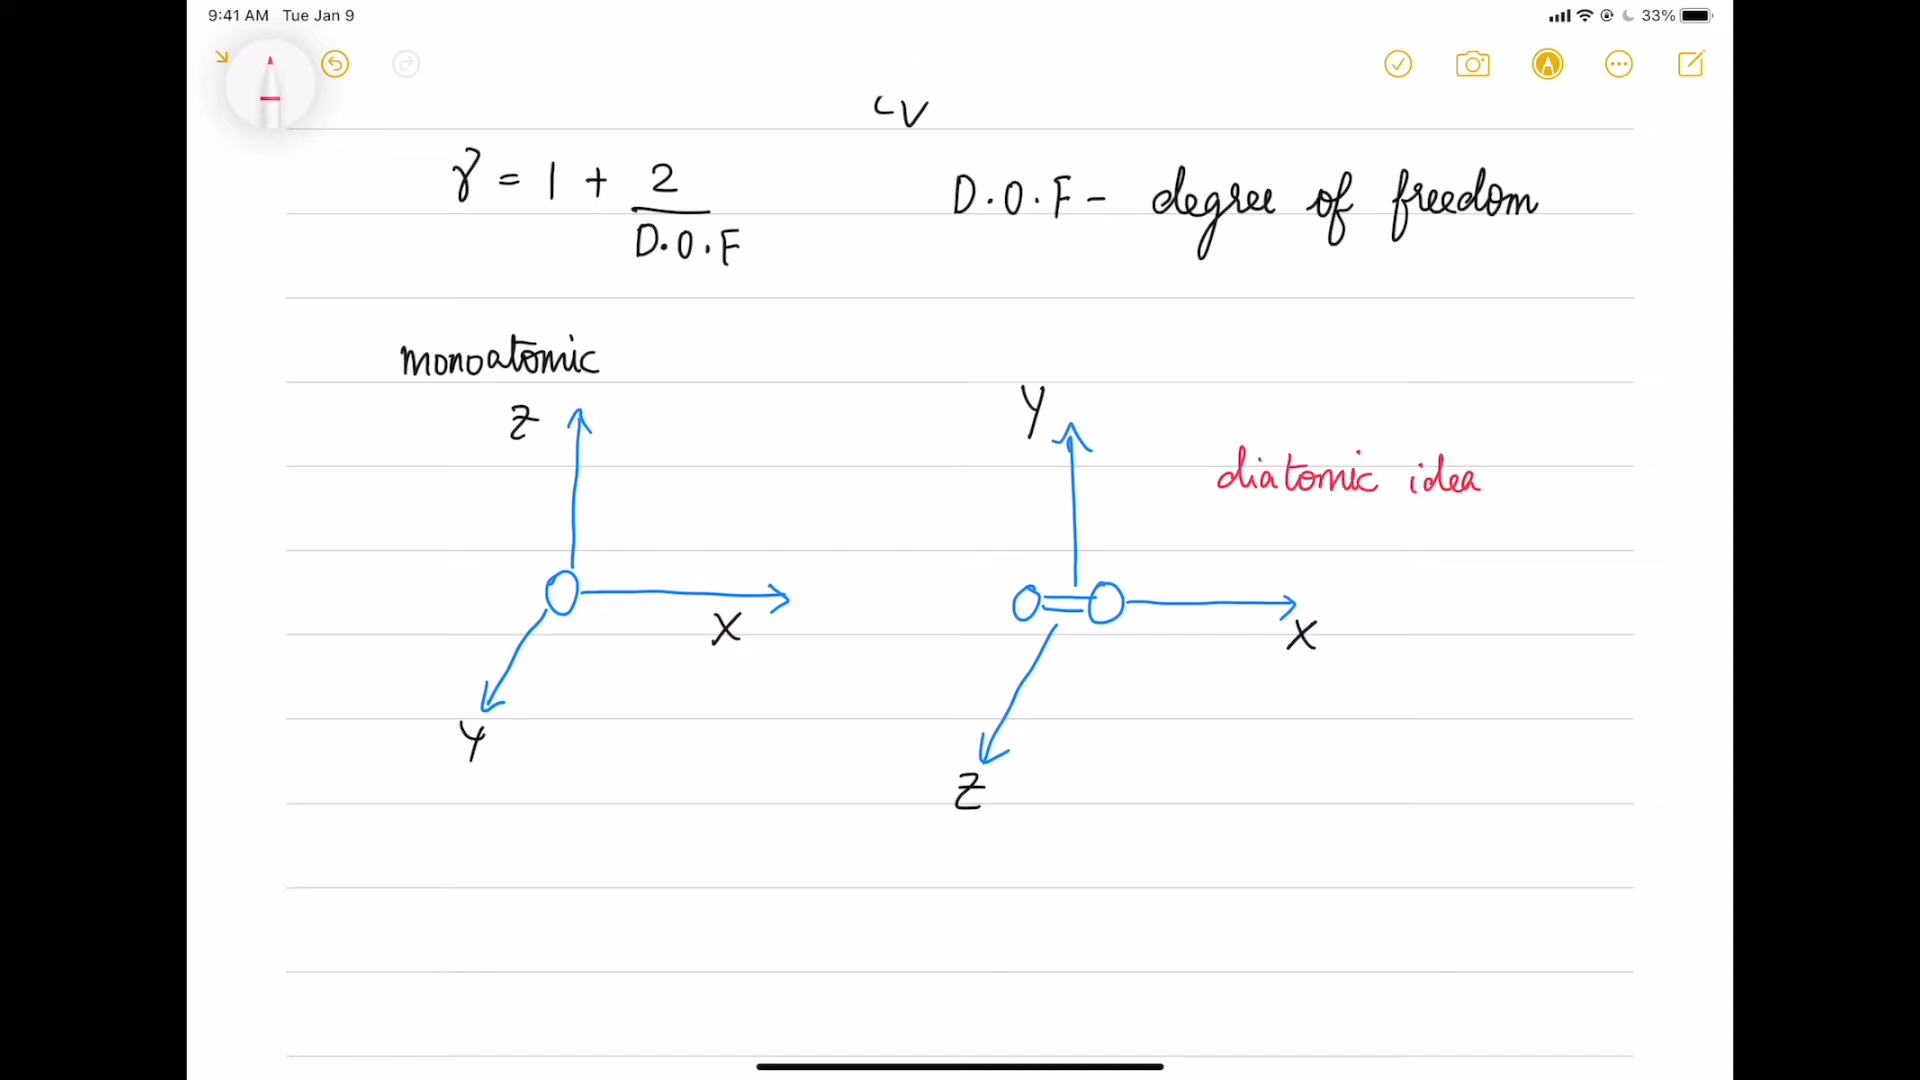 9:41 AM Tue Jan 9
33%
CV
γ = 1 + 2
D.O.F
D.O.F - degree of freedom
monoatomic
Z
Y
diatomic idea
X
X
Y
Z